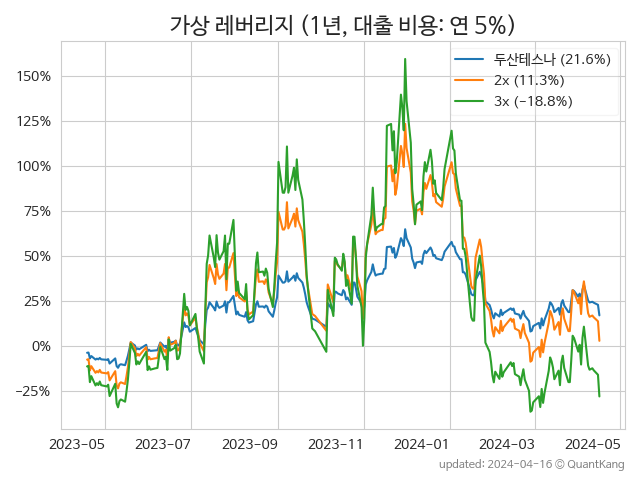 가상 레버리지 (1년, 대출 비용: 연 5%)
두산테스나 (21.6%)
2x (11.3%)
3x (−18.8%)
150%
125%
100%
75%
50%
25%
0%
−25%
2023-05 2023-07 2023-09 2023-11 2024-01 2024-03 2024-05
updated: 2024-04-16 © QuantKang